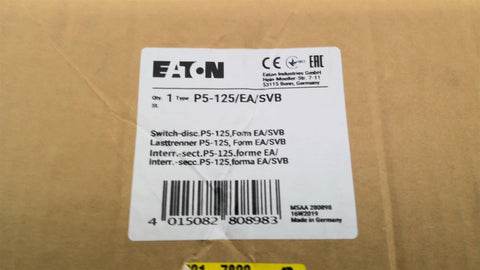 EATON
CE EAC
Eaton Industries GmbH
Hein-Moeller-Str. 7-11
53115 Bonn, Germany
Qty. 1 Type P5-125/EA/SVB
St.
Switch-disc.P5-125,Form EA/SVB
Lasttrenner P5-125, Form EA/SVB
Interr.-sect.P5-125,forme EA/
Interr.-secc.P5-125,forma EA/SVB
4 015082 808983
MSAA 280898
16W2019
Made in Germany